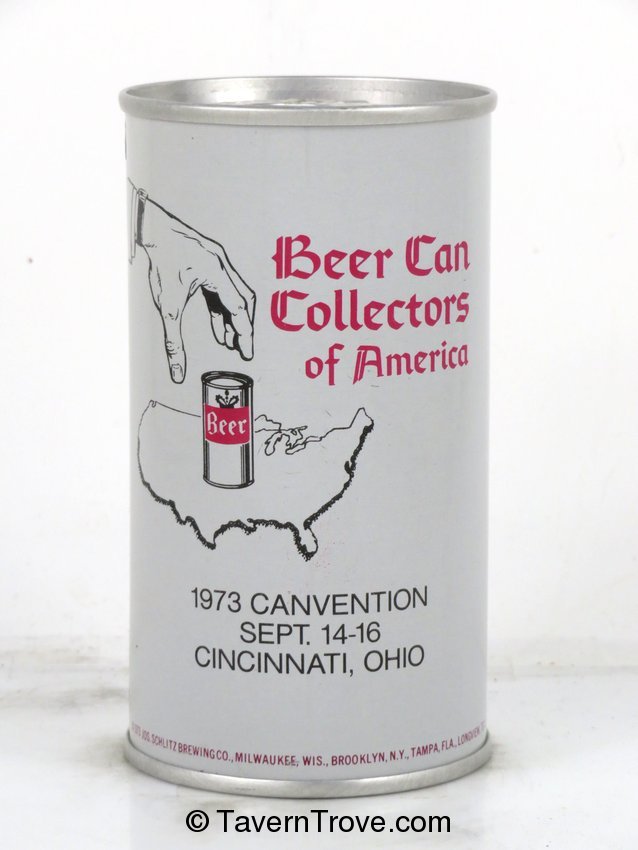 Beer Can
Collectors
of America
Beer
1973 CANVENTION
SEPT. 14-16
CINCINNATI, OHIO
JOS. SCHLITZ BREWING CO., MILWAUKEE, WIS., BROOKLYN, N.Y., TAMPA, FLA., LONGVIEW,
© TavernTrove.com